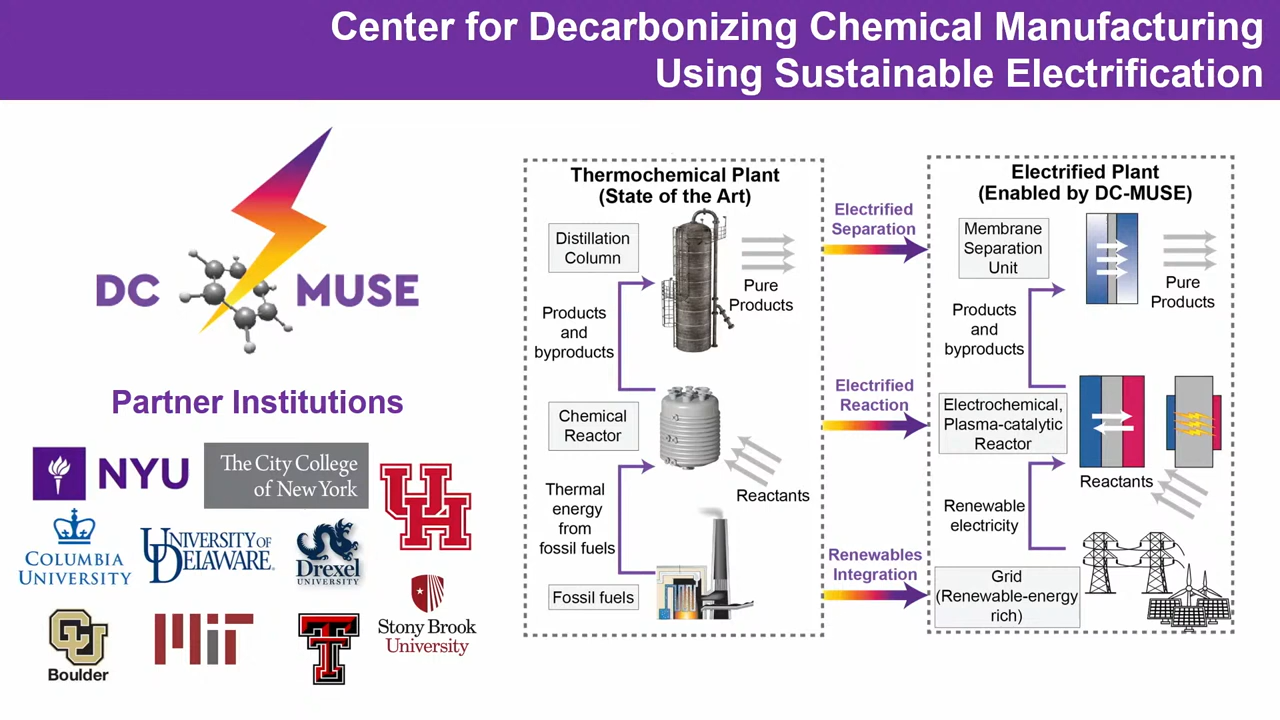 Center for Decarbonizing Chemical Manufacturing
Using Sustainable Electrification
DC MUSE
Partner Institutions
NYU
The City College
of New York
UH
COLUMBIA
UNIVERSITY
UNIVERSITY OF
DELAWARE.
DREXEL
UNIVERSITY
CU
Boulder
MIT
T
Stony Brook
University
Thermochemical Plant
(State of the Art)
Distillation
Column
Pure
Products
Products
and
byproducts
Chemical
Reactor
Reactants
Thermal
energy
from
fossil fuels
Fossil fuels
Electrified
Separation
Electrified
Reaction
Renewables
Integration
Electrified Plant
(Enabled by DC-MUSE)
Membrane
Separation
Unit
Pure
Products
Products
and
byproducts
Electrochemical,
Plasma-catalytic
Reactor
Reactants
Renewable
electricity
Grid
(Renewable-energy
rich)